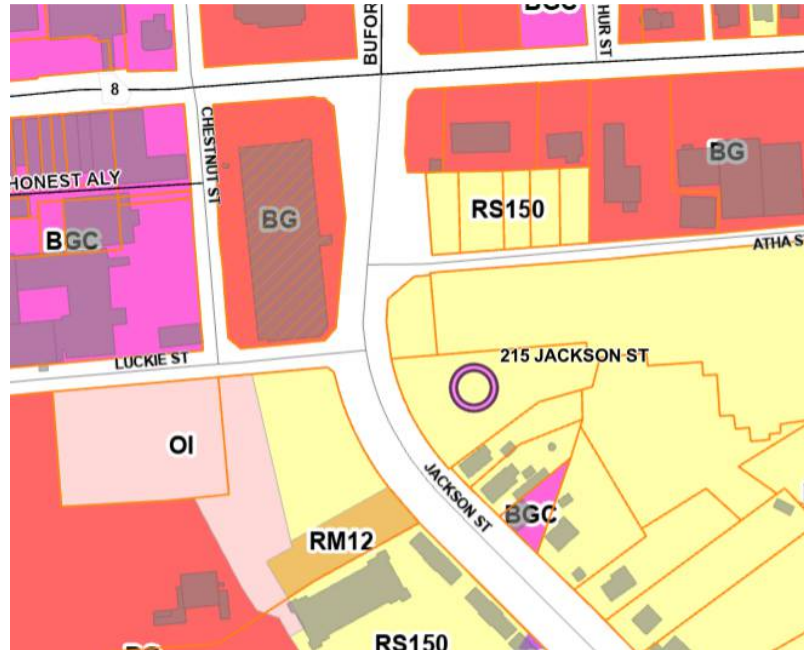 BUFOR
HUR ST
8
CHESTNUT ST
HONEST ALY
BG
BG
RS150
BGC
ATHA S
LUCKIE ST
215 JACKSON ST
OI
JACKSON ST
BGC
RM12
RS150